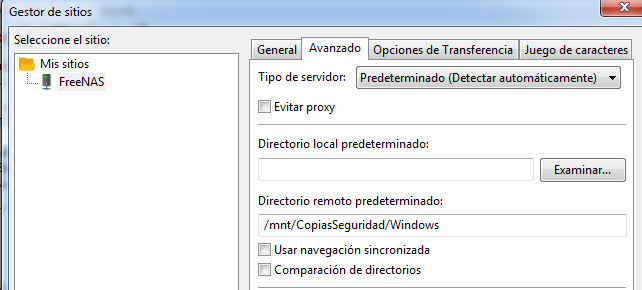 Gestor de sitios
Seleccione el sitio:
Mis sitios
FreeNAS
General Avanzado Opciones de Transferencia Juego de caracteres
Tipo de servidor: Predeterminado (Detectar automáticamente)
Evitar proxy
Directorio local predeterminado:
Examinar...
Directorio remoto predeterminado:
/mnt/CopiasSeguridad/Windows
Usar navegación sincronizada
Comparación de directorios